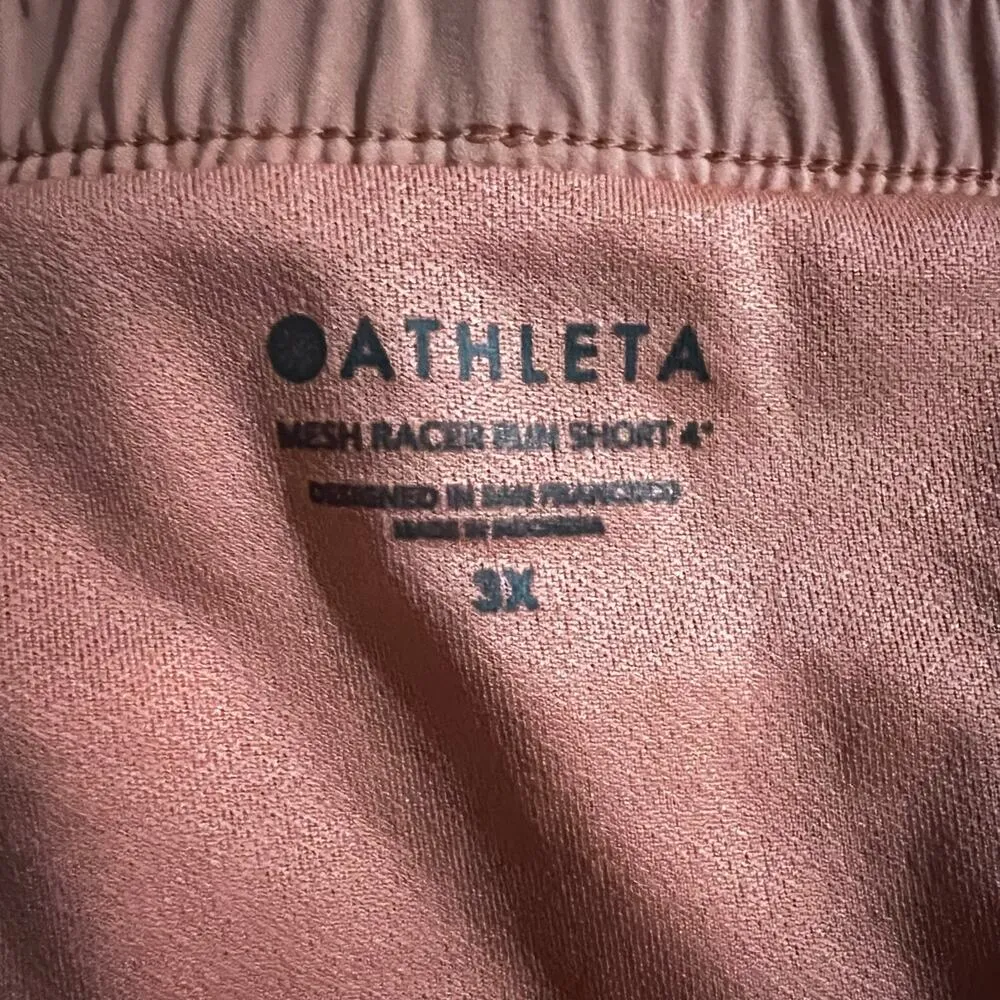 ATHLETA
MESH RACER RUN SHORT 4"
DESIGNED IN SAN FRANCISCO
MADE IN INDONESIA
3X